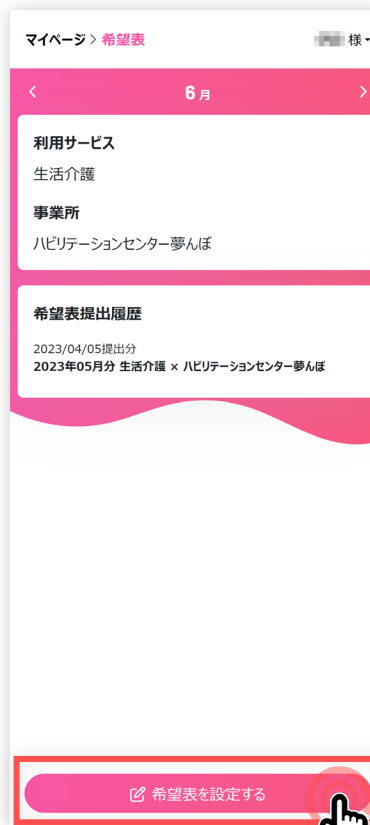 マイページ > 希望表
様
6月
利用サービス
生活介護
事業所
ハビリテーションセンター夢んぼ
希望表提出履歴
2023/04/05提出分
2023年05月分 生活介護 × ハビリテーションセンター夢んぼ
希望表を設定する